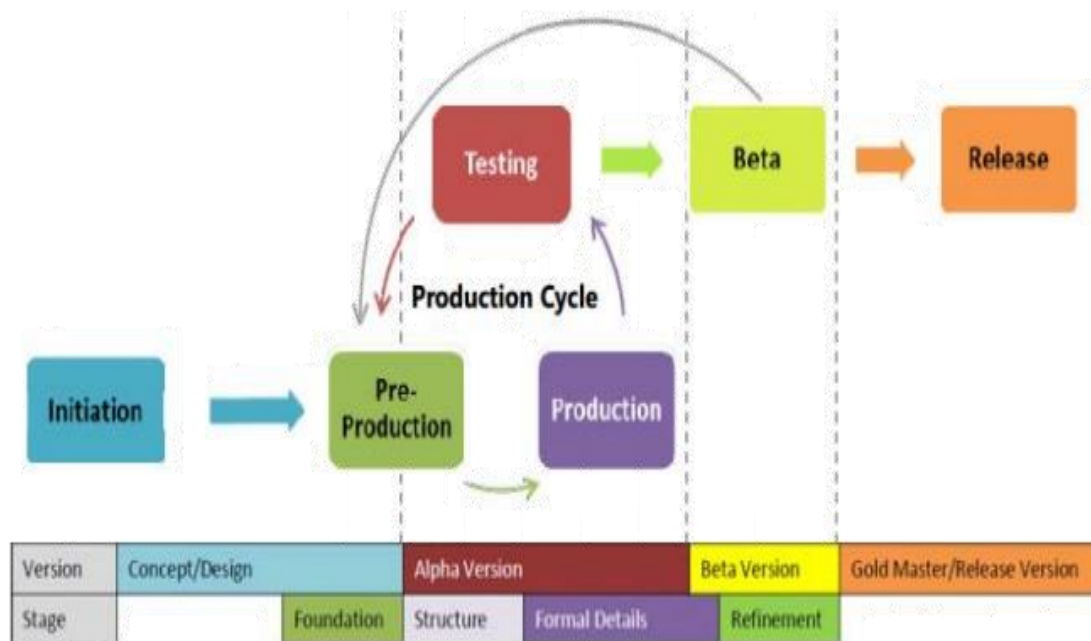 Testing
Beta
Release
Production Cycle
Initiation
Pre-
Production
Production
Version
Concept/Design
Alpha Version
Beta Version
Gold Master/Release Version
Stage
Foundation
Structure
Formal Details
Refinement